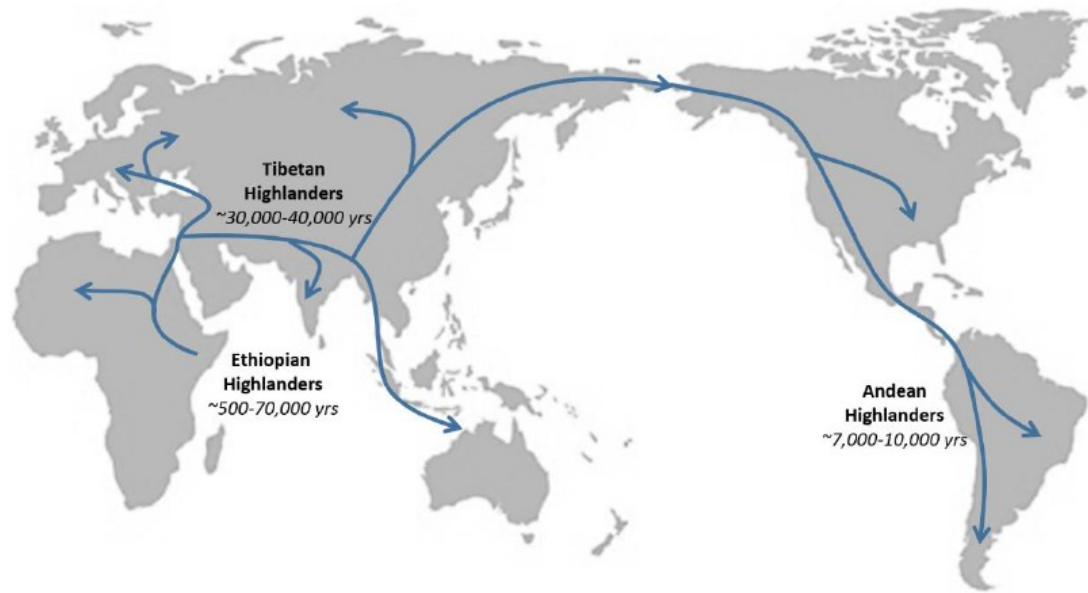 Tibetan
Highlanders
~30,000-40,000 yrs
Ethiopian
Highlanders
~500-70,000 yrs
Andean
Highlanders
~7,000-10,000 yrs